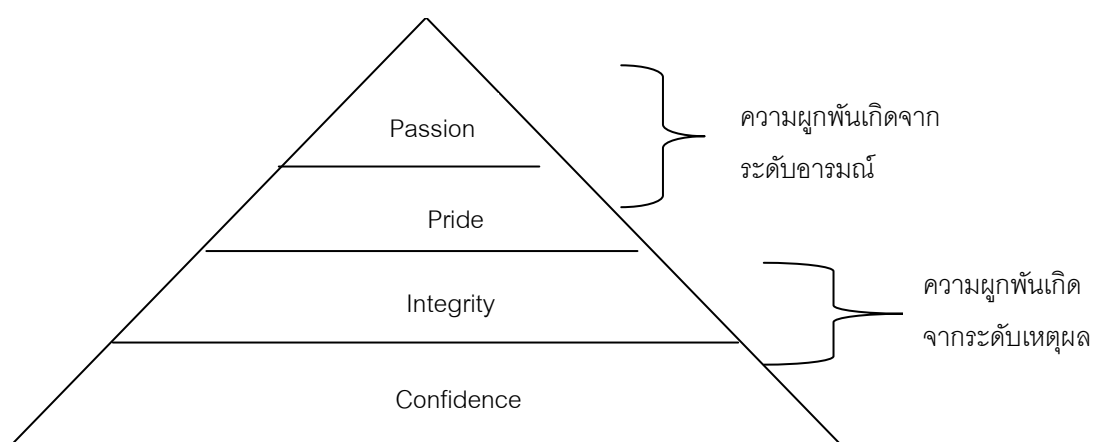 Passion
ความผูกพันเกิดจาก
ระดับอารมณ์
Pride
Integrity
ความผูกพันเกิด
จากระดับเหตุผล
Confidence